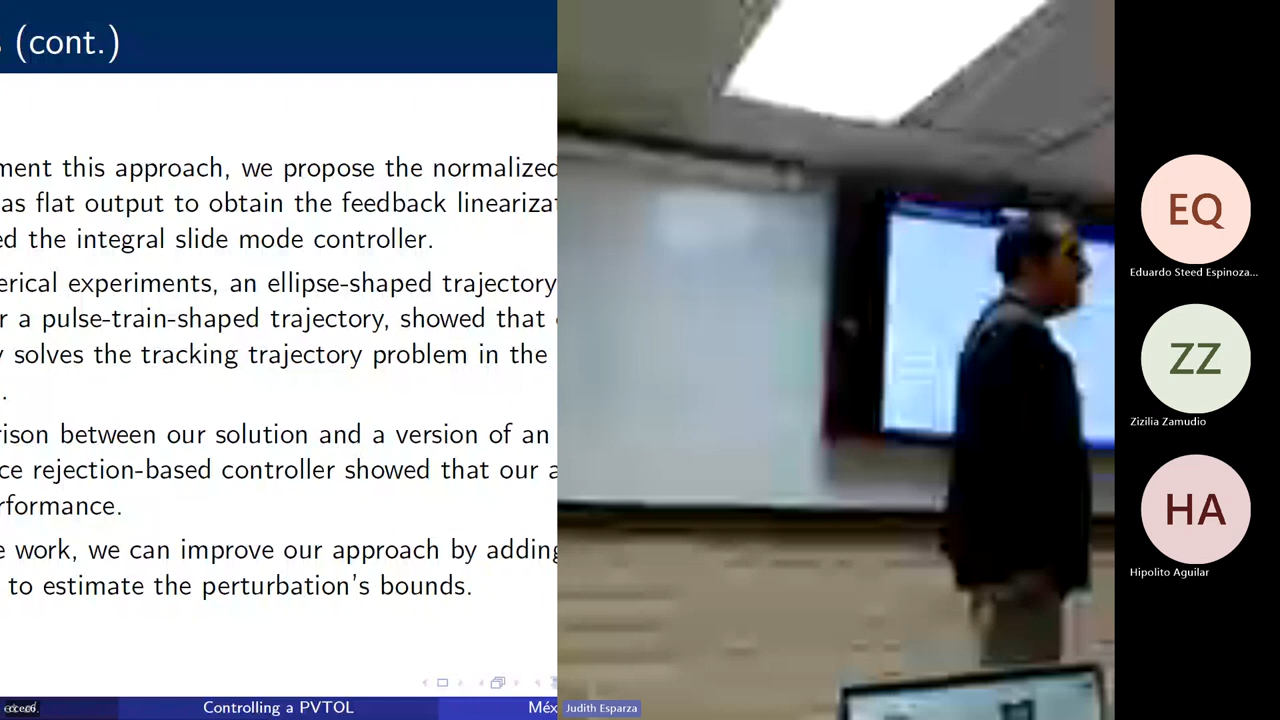 (cont.)
ment this approach, we propose the normalized
as flat output to obtain the feedback linearizat
ed the integral slide mode controller.
erical experiments, an ellipse-shaped trajectory
r a pulse-train-shaped trajectory, showed that
y solves the tracking trajectory problem in the
.
rison between our solution and a version of an
ce rejection-based controller showed that our a
rformance.
e work, we can improve our approach by adding
to estimate the perturbation's bounds.
Controlling a PVTOL
Méx
Judith Esparza
EQ
Eduardo Steed Espinoza...
ZZ
Zizilia Zamudio
HA
Hipolito Aguilar